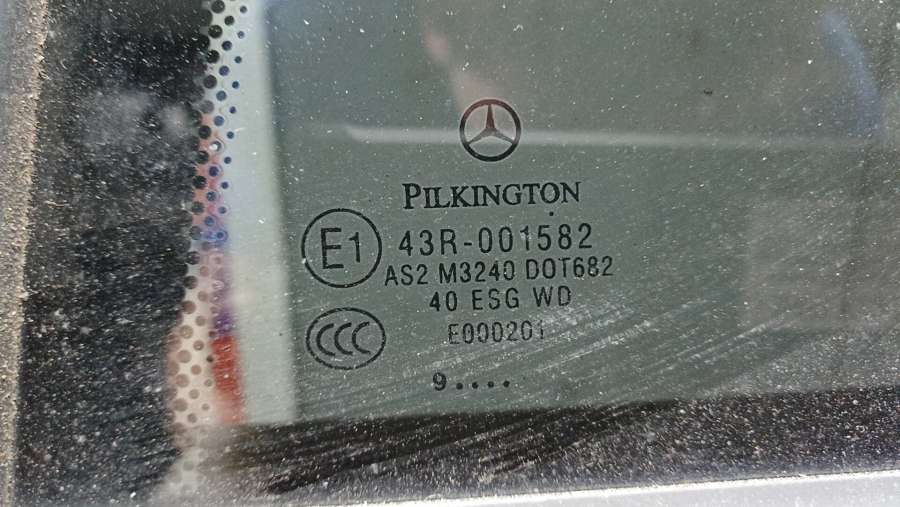 PILKINGTON
E1
43R-001582
AS2 M3240 DOT682
40 ESG WD
CCC
E000201
9....